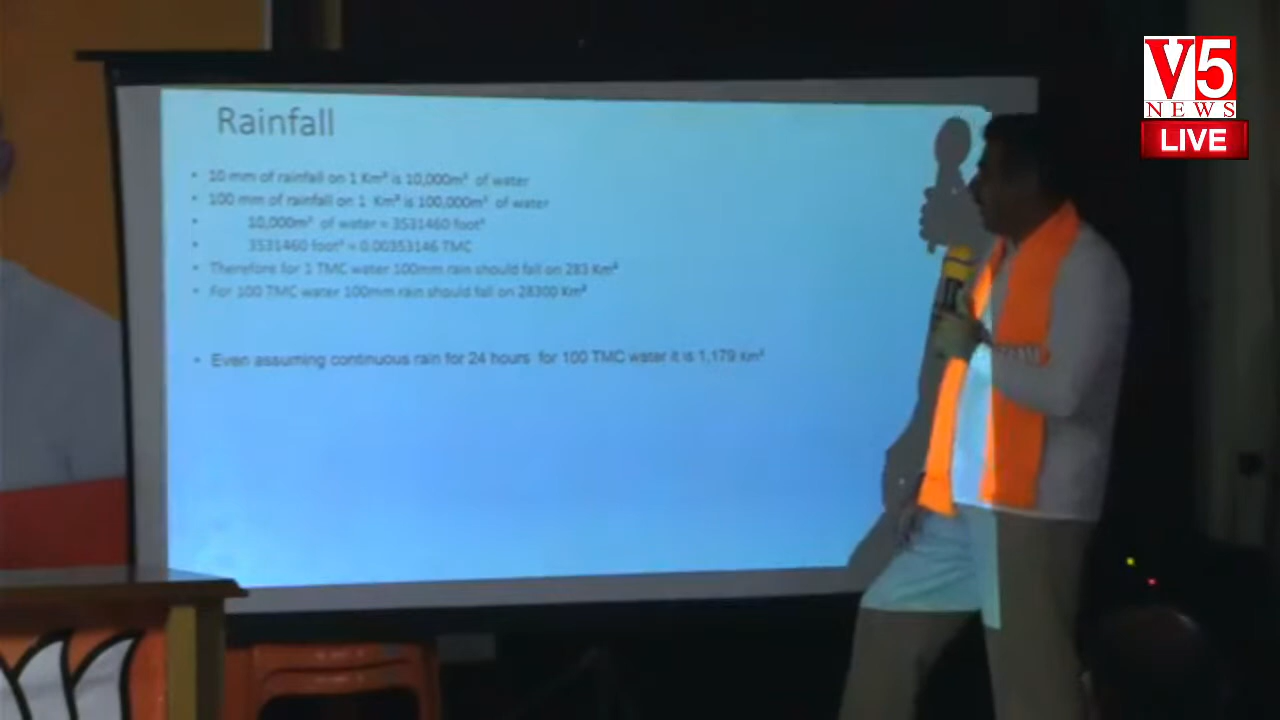 V5
NEWS
LIVE
Rainfall
• 10 mm of rainfall on 1 Km² is 10,000m³ of water
• 100 mm of rainfall on 1 Km² is 100,000m³ of water
• 10,000m³ of water = 3531460 foot³
• 3531460 foot³ = 0.00353146 TMC
• Therefore for 1 TMC water 100mm rain should fall on 283 Km²
• For 100 TMC water 100mm rain should fall on 28300 Km²
• Even assuming continuous rain for 24 hours for 100 TMC water it is 1,179 Km²